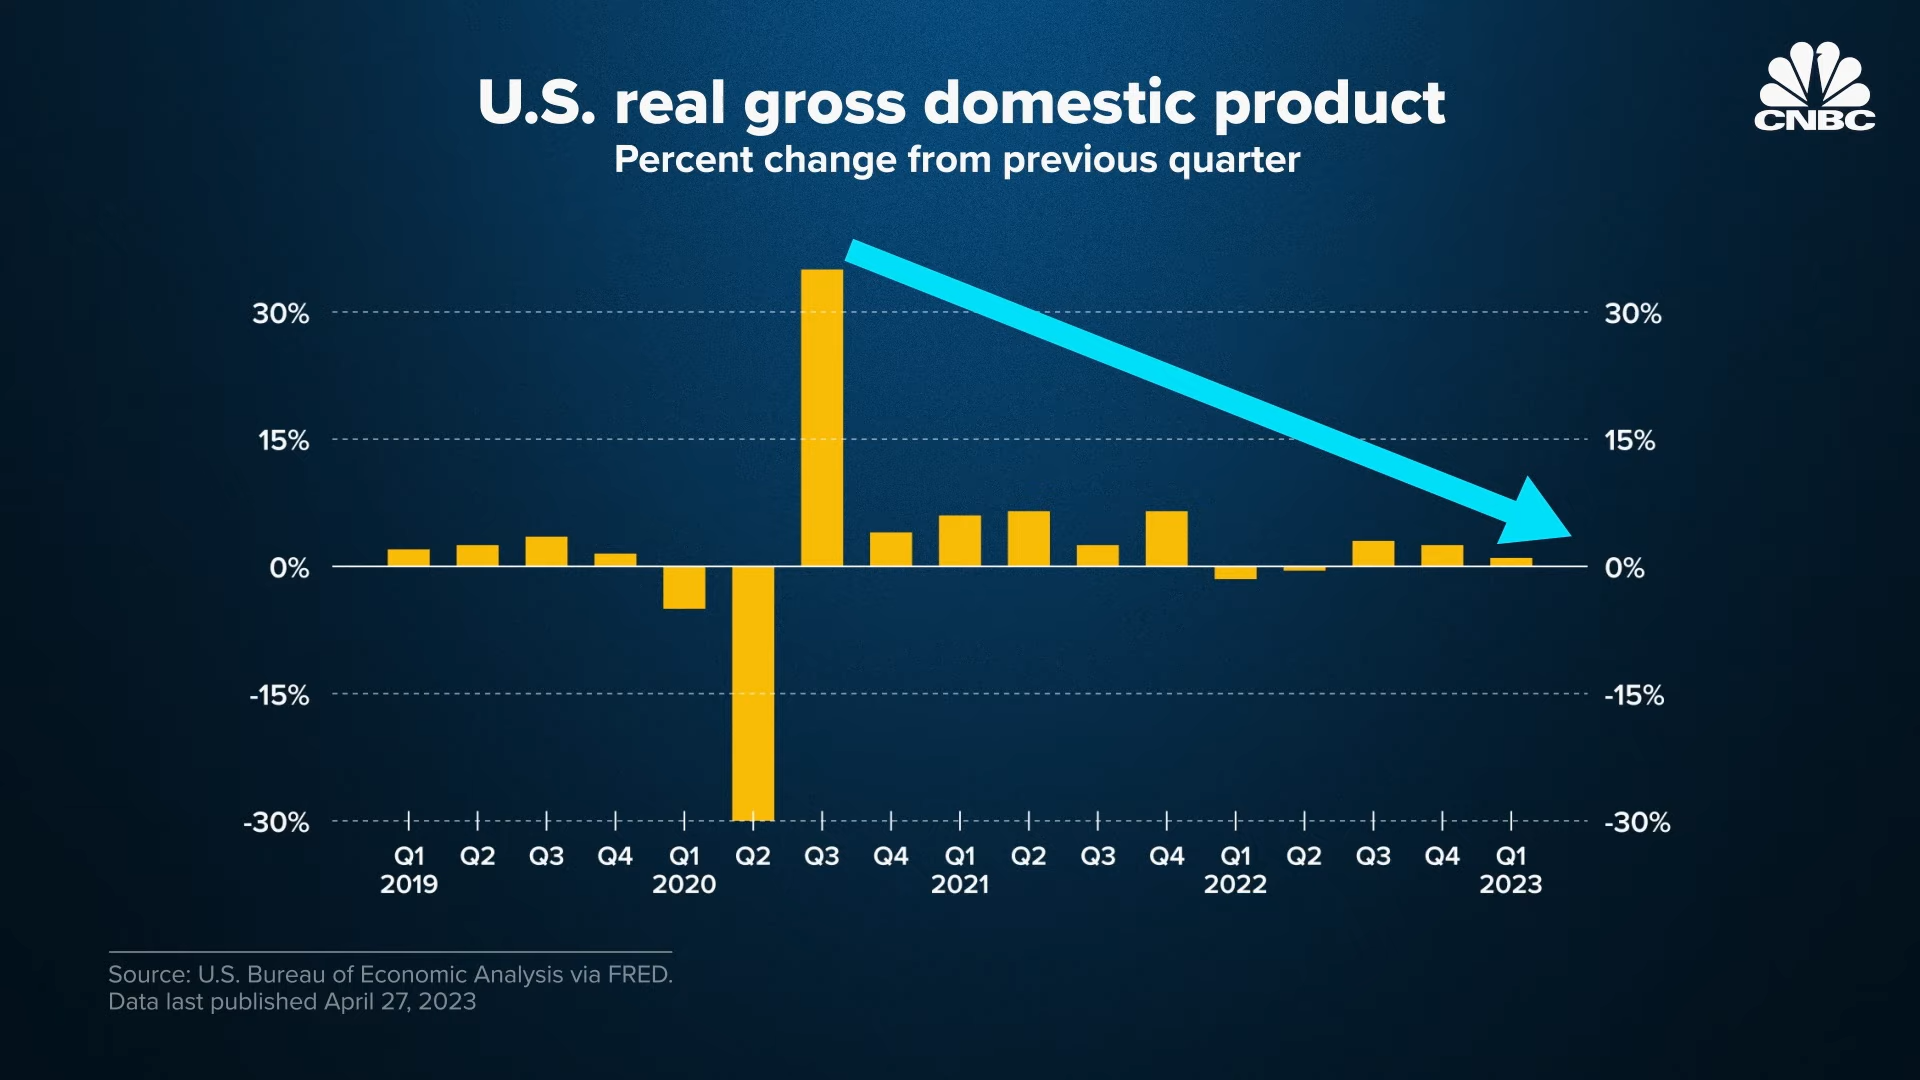 U.S. real gross domestic product
Percent change from previous quarter
CNBC
30% 30%
15% 15%
0% 0%
-15% -15%
-30% -30%
Q1 Q2 Q3 Q4 Q1 Q2 Q3 Q4 Q1 Q2 Q3 Q4 Q1 Q2 Q3 Q4 Q1
2019 2020 2021 2022 2023
Source: U.S. Bureau of Economic Analysis via FRED.
Data last published April 27, 2023